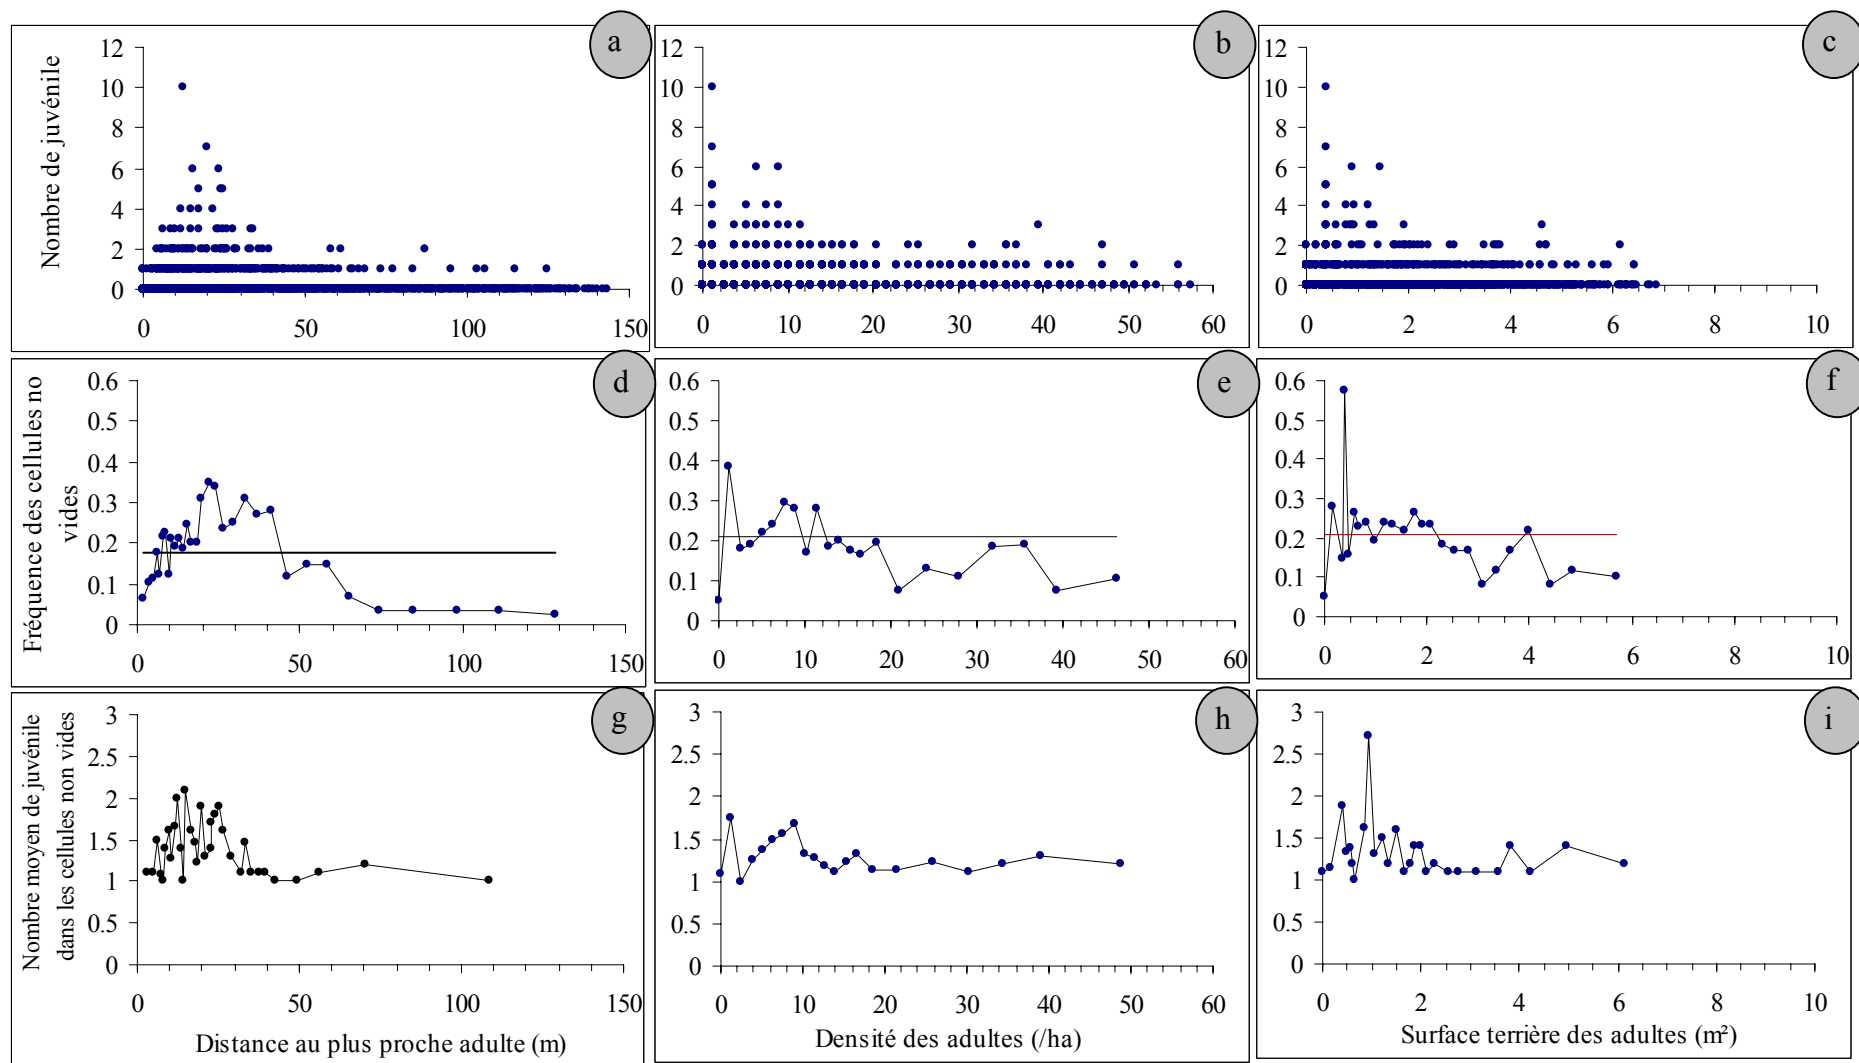 a
Nombre de juvénile
12
10
8
6
4
2
0
0 50 100 150
b
12
10
8
6
4
2
0
0 10 20 30 40 50 60
c
12
10
8
6
4
2
0
0 2 4 6 8 10
d
Fréquence des cellules no
vides
0.6
0.5
0.4
0.3
0.2
0.1
0
0 50 100 150
e
0.6
0.5
0.4
0.3
0.2
0.1
0
0 10 20 30 40 50 60
f
0.6
0.5
0.4
0.3
0.2
0.1
0
0 2 4 6 8 10
g
Nombre moyen de juvénile
dans les cellules non vides
3
2.5
2
1.5
1
0.5
0
0 50 100 150
Distance au plus proche adulte (m)
h
3
2.5
2
1.5
1
0.5
0
0 10 20 30 40 50 60
Densité des adultes (/ha)
i
3
2.5
2
1.5
1
0.5
0
0 2 4 6 8 10
Surface terrière des adultes (m²)